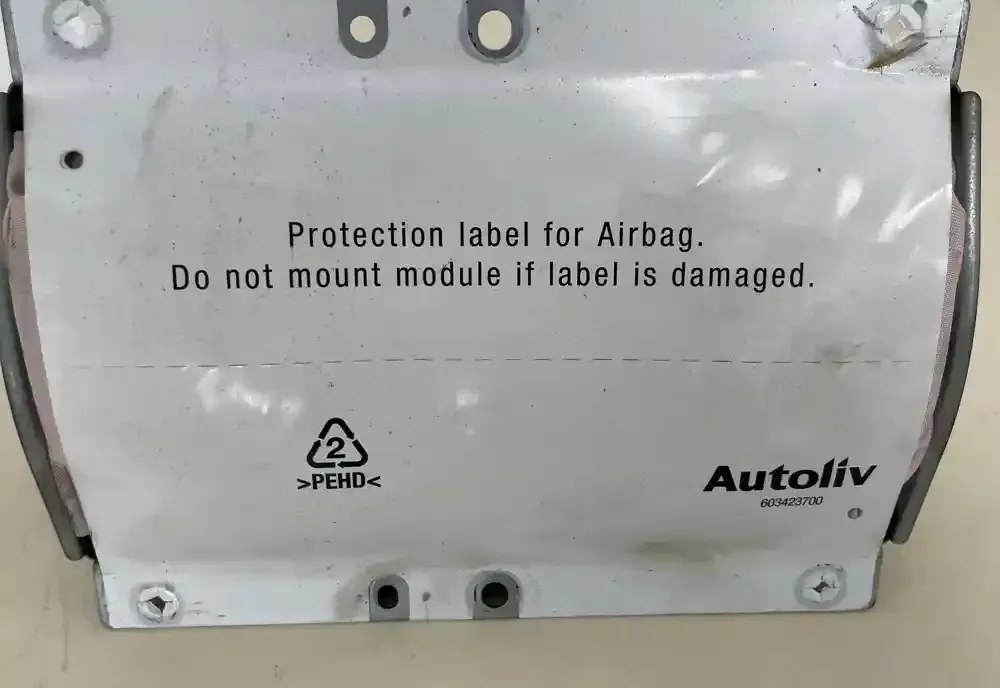 Protection label for Airbag.
Do not mount module if label is damaged.
2
>PEHD<
Autoliv
603423700